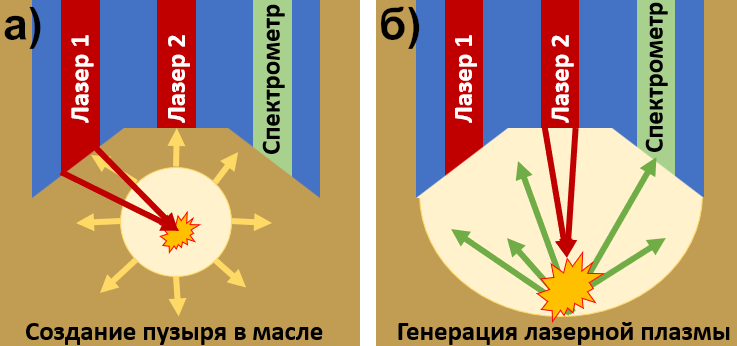 а)
Лазер 1
Лазер 2
Спектрометр
Создание пузыря в масле
б)
Лазер 1
Лазер 2
Спектрометр
Генерация лазерной плазмы